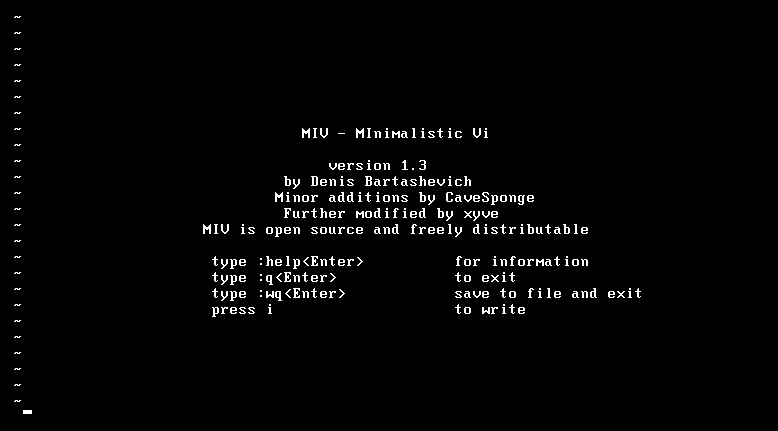 ~
~
~
~
~
~
~
~ MIV - MInimalistic Vi
~
~ version 1.3
~ by Denis Bartashevich
~ Minor additions by CaveSponge
~ Further modified by xyve
~ MIV is open source and freely distributable
~
~ type :help<Enter> for information
~ type :q<Enter> to exit
~ type :wq<Enter> save to file and exit
~ press i to write
~
~
~
~
~
~